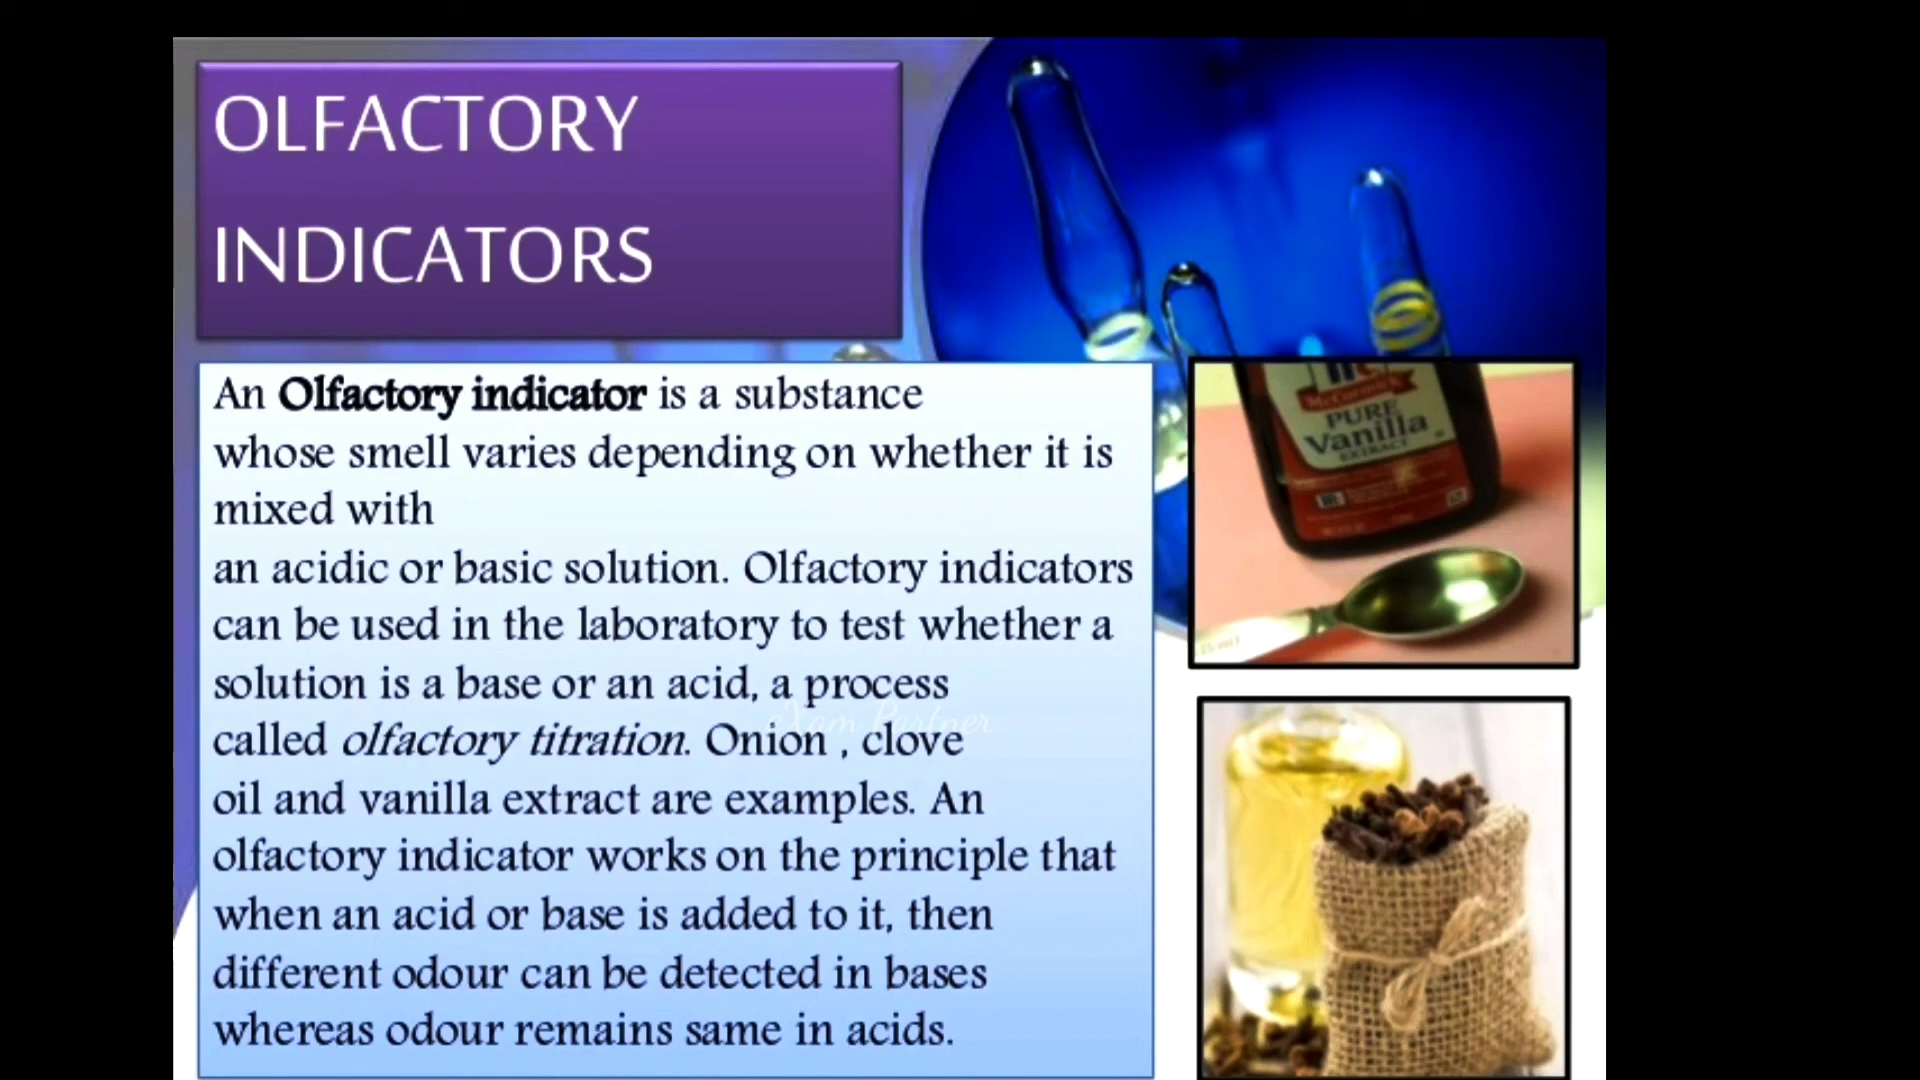 OLFACTORY
INDICATORS
An Olfactory indicator is a substance
whose smell varies depending on whether it is
mixed with
an acidic or basic solution. Olfactory indicators
can be used in the laboratory to test whether a
solution is a base or an acid, a process
called olfactory titration. Onion , clove
oil and vanilla extract are examples. An
olfactory indicator works on the principle that
when an acid or base is added to it, then
different odour can be detected in bases
whereas odour remains same in acids.
eXam Partner
McCormick
PURE
Vanilla
EXTRACT